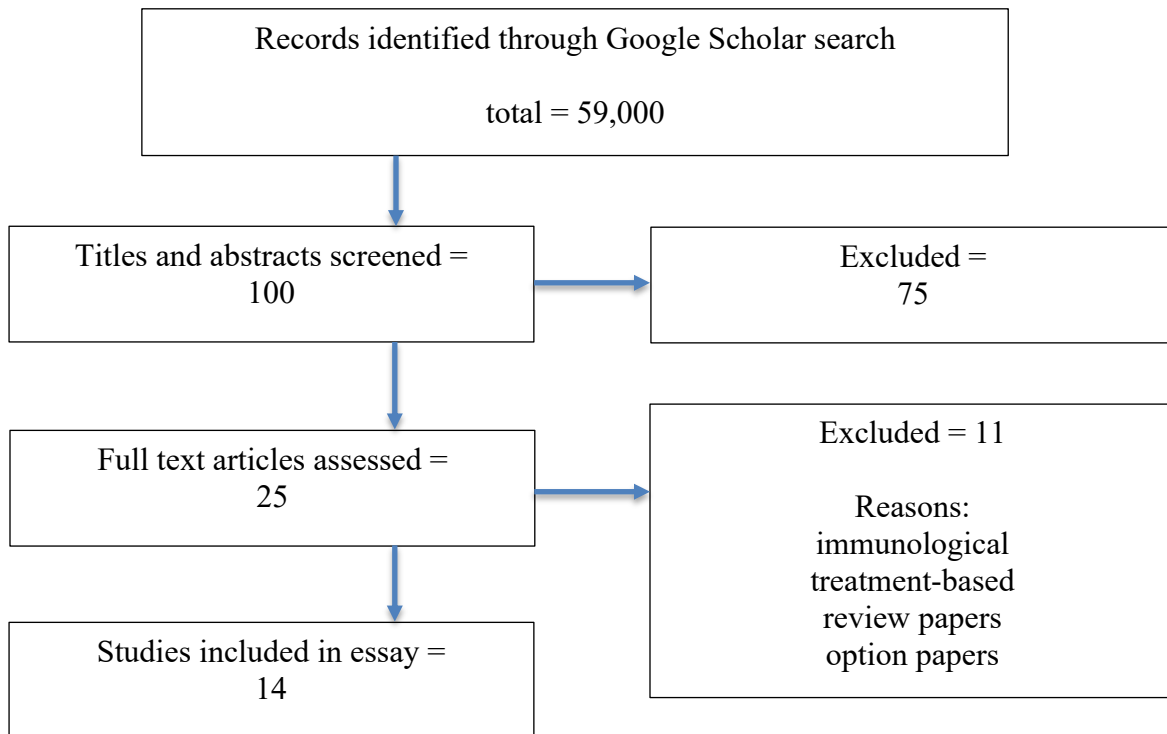 Records identified through Google Scholar search
total = 59,000
Titles and abstracts screened =
100
Excluded =
75
Full text articles assessed =
25
Excluded = 11
Reasons:
immunological
treatment-based
review papers
option papers
Studies included in essay =
14